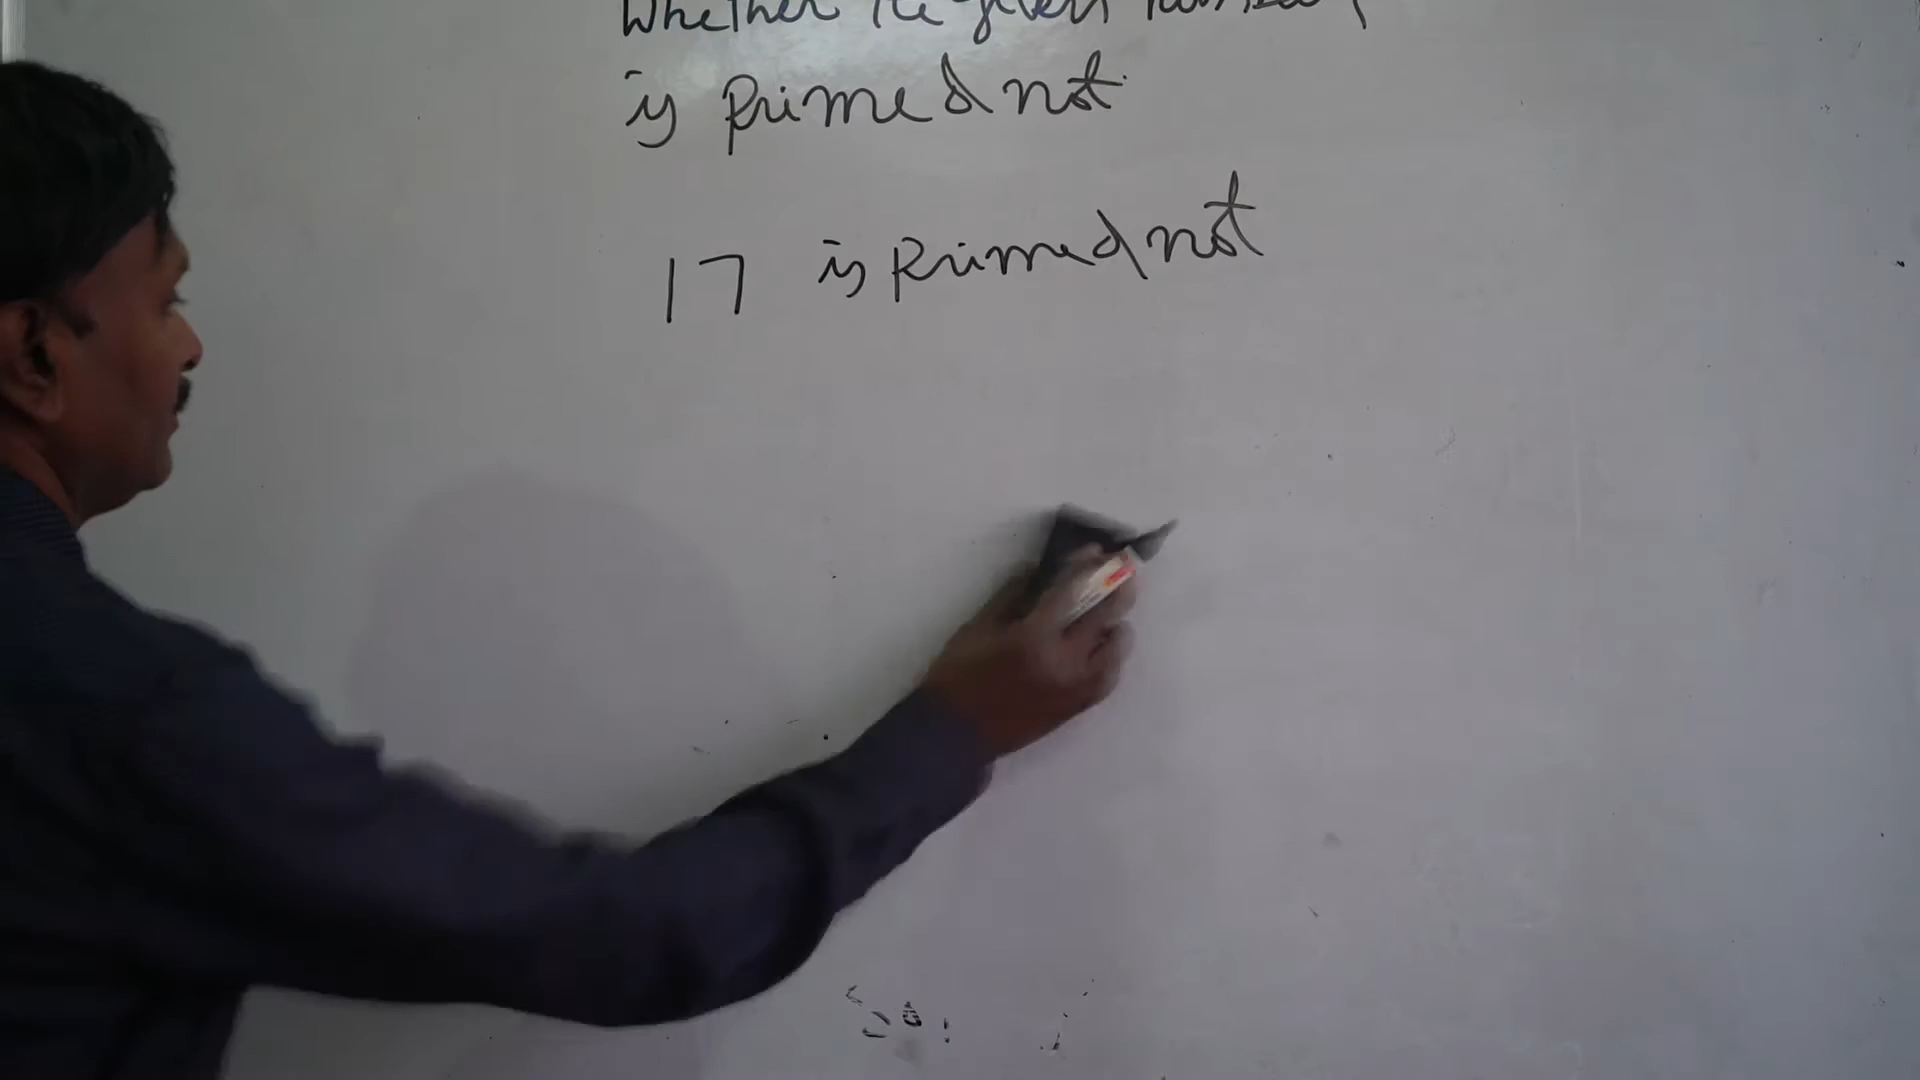 Whether the given number
is prime or not
17 is prime or not